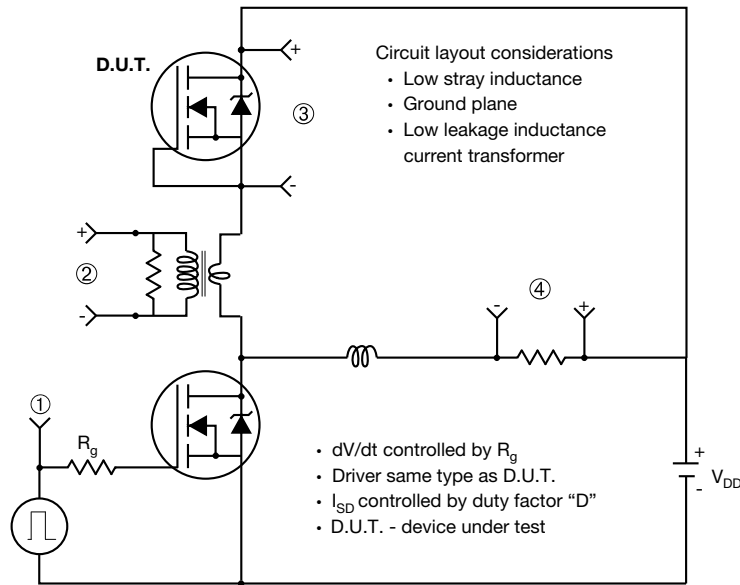 D.U.T.
+
Circuit layout considerations
• Low stray inductance
• Ground plane
• Low leakage inductance
current transformer
③
-
+
②
-
④
-
+
①
Rg
• dV/dt controlled by Rg
• Driver same type as D.U.T.
• ISD controlled by duty factor “D”
• D.U.T. - device under test
+
VDD
-